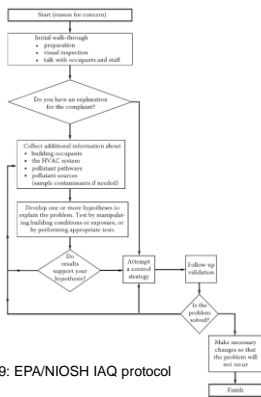 Start (reason for concern)
Initial walk-through
• preparation
• visual inspection
• talk with occupants and staff
Do you have an explanation
for the complaint?
Collect additional information about
• building occupants
• the HVAC system
• pollutant pathways
• pollutant sources
(sample contaminants if needed)
Develop one or more hypotheses to
explain the problem. Test by manipulat-
ing building conditions or exposure, or
by performing appropriate tests.
Do
results
support your
hypothesis?
Attempt
a control
strategy
Follow-up
validation
Is the
problem
solved?
Make necessary
changes so that
the problem will
not recur
Finish
9: EPA/NIOSH IAQ protocol